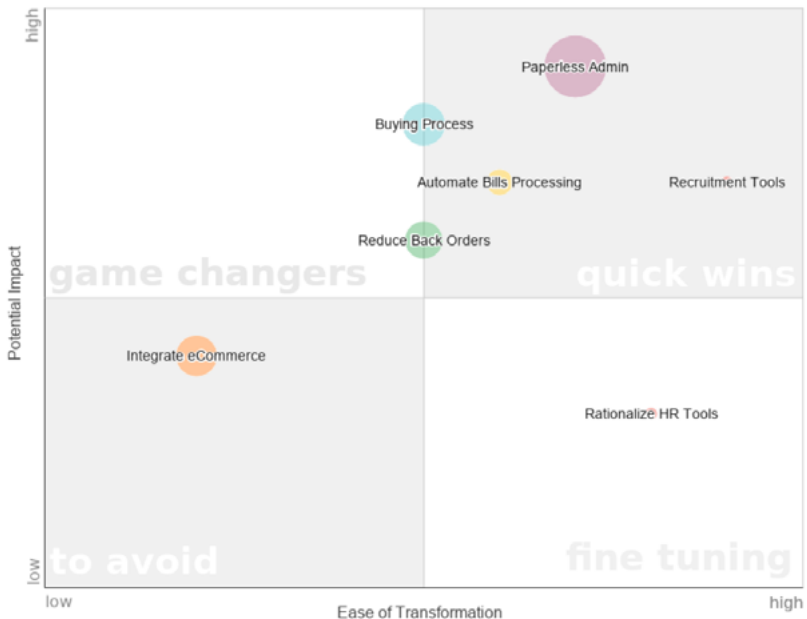 high
Paperless Admin
Buying Process
Automate Bills Processing
Recruitment Tools
Reduce Back Orders
game changers
quick wins
Potential Impact
Integrate eCommerce
Rationalize HR Tools
to avoid
fine tuning
low
low
Ease of Transformation
high